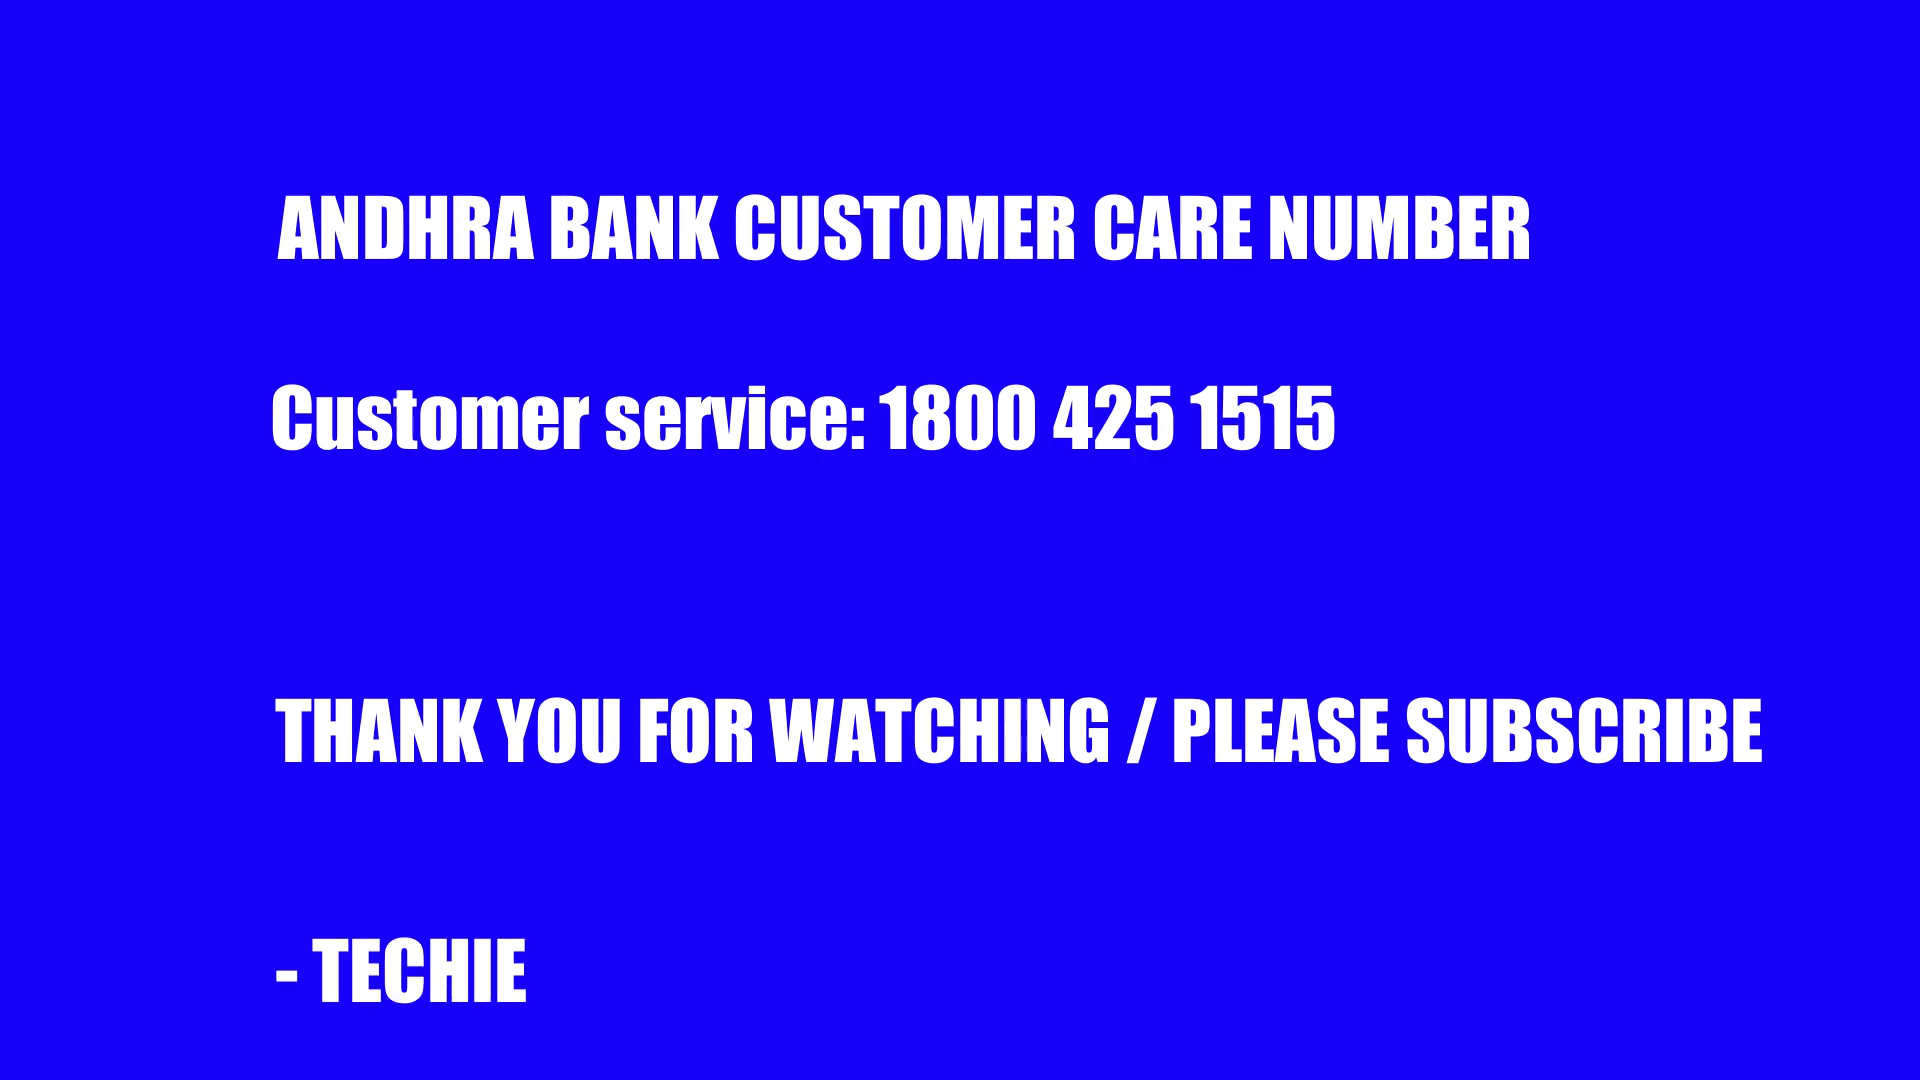 ANDHRA BANK CUSTOMER CARE NUMBER
Customer service: 1800 425 1515
THANK YOU FOR WATCHING / PLEASE SUBSCRIBE
- TECHIE